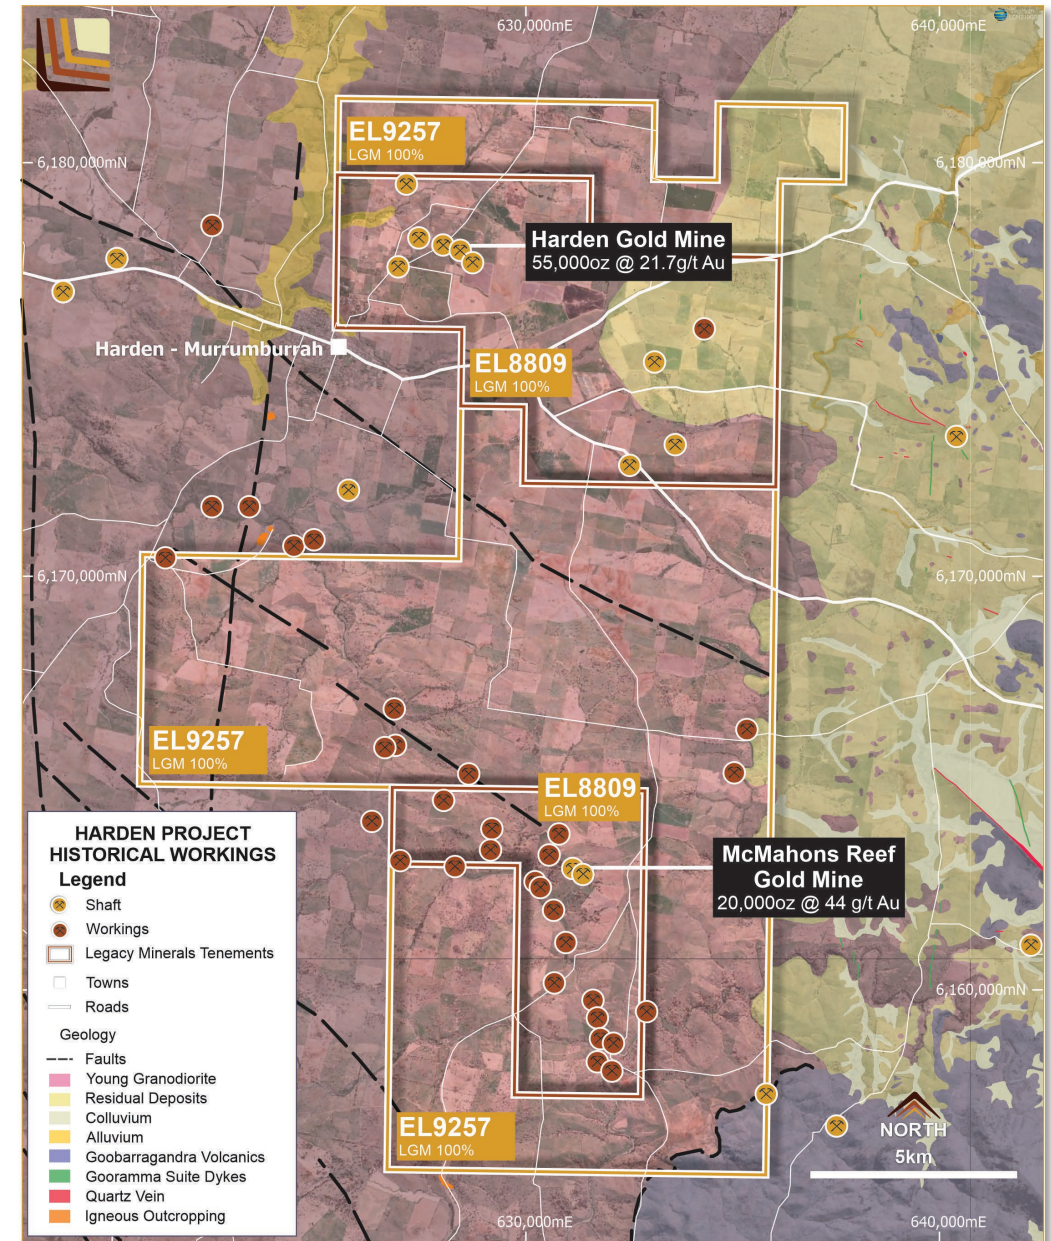 630,000mE
640,000mE
EL9257
LGM 100%
6,180,000mN
6,180,000mN
Harden Gold Mine
55,000oz @ 21.7g/t Au
Harden - Murrumburrah
EL8809
LGM 100%
6,170,000mN
6,170,000mN
EL9257
LGM 100%
EL8809
LGM 100%
McMahons Reef
Gold Mine
20,000oz @ 44 g/t Au
HARDEN PROJECT
HISTORICAL WORKINGS
Legend
Shaft
Workings
Legacy Minerals Tenements
Towns
Roads
Geology
Faults
Young Granodiorite
Residual Deposits
Colluvium
Alluvium
Goobarragandra Volcanics
Gooramma Suite Dykes
Quartz Vein
Igneous Outcropping
6,160,000mN
EL9257
LGM 100%
NORTH
5km
630,000mE
640,000mE